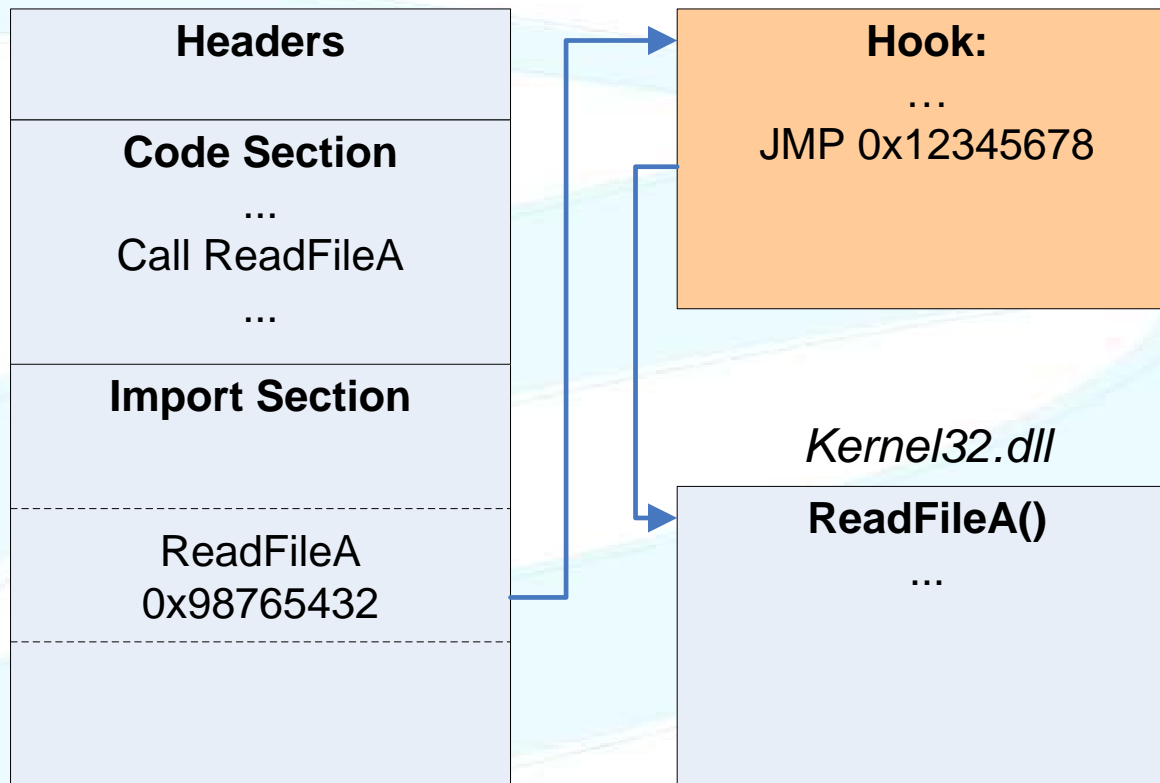 Headers
Code Section
...
Call ReadFileA
...
Import Section
ReadFileA
0x98765432
Hook:
…
JMP 0x12345678
Kernel32.dll
ReadFileA()
...